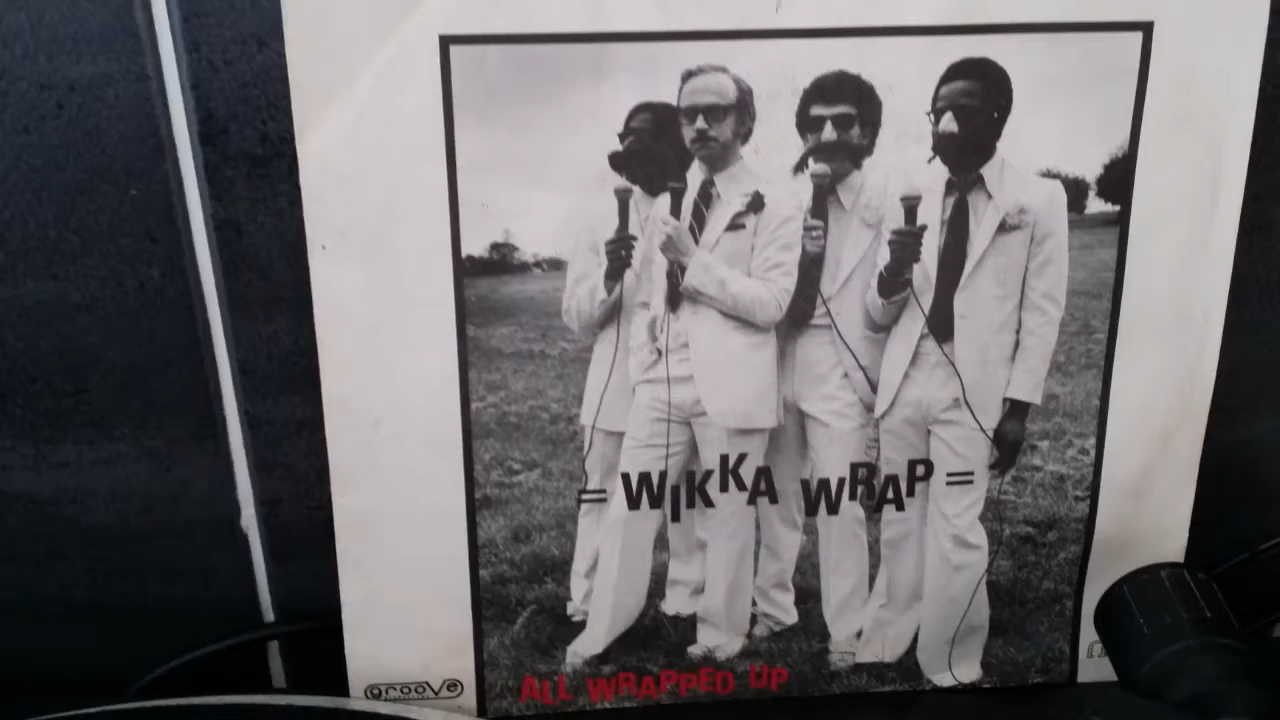 = WIKKA WRAP =
ALL WRAPPED UP
groove